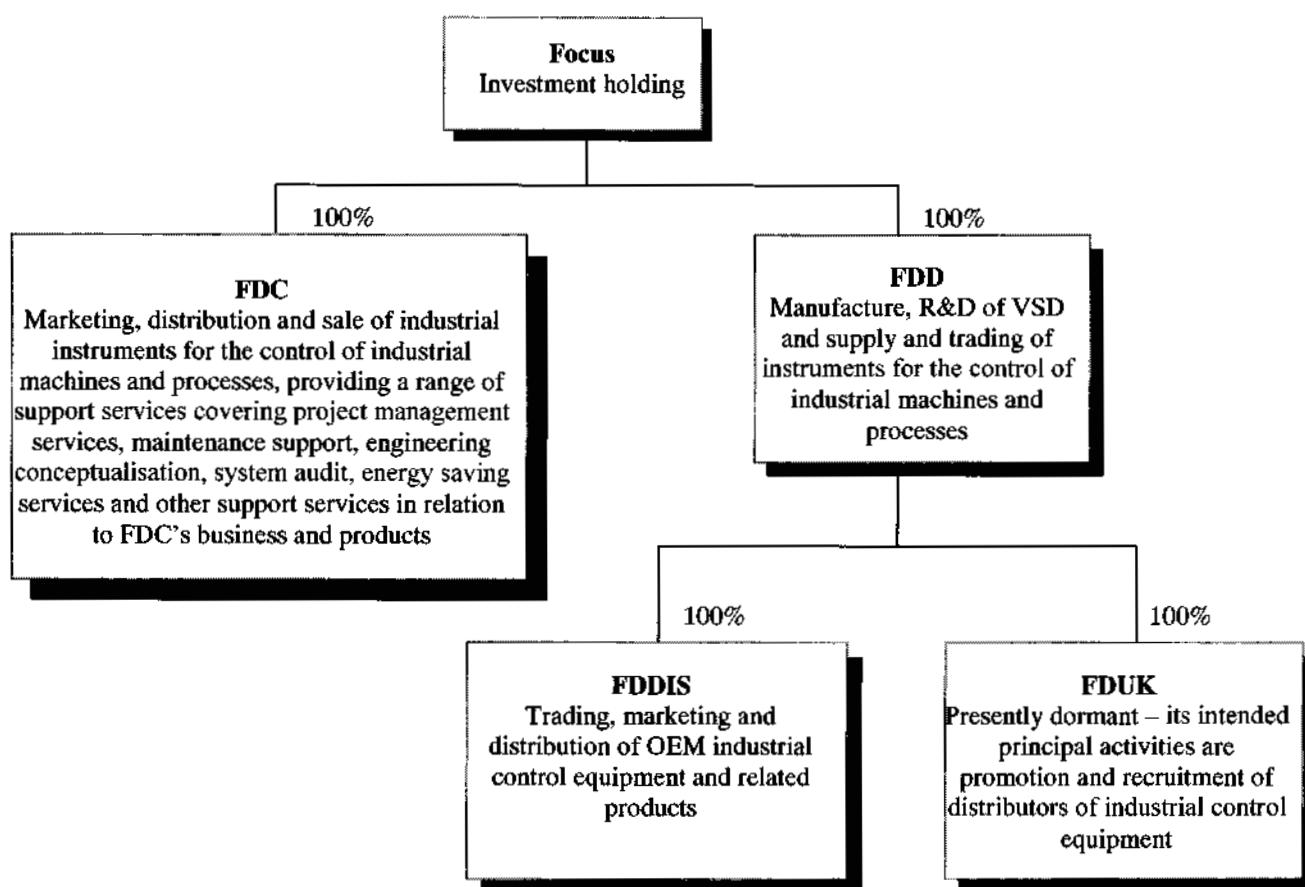 Focus
Investment holding
100%
100%
FDC
Marketing, distribution and sale of industrial
instruments for the control of industrial
machines and processes, providing a range of
support services covering project management
services, maintenance support, engineering
conceptualisation, system audit, energy saving
services and other support services in relation
to FDC's business and products
FDD
Manufacture, R&D of VSD
and supply and trading of
instruments for the control of
industrial machines and
processes
100%
100%
FDDIS
Trading, marketing and
distribution of OEM industrial
control equipment and related
products
FDUK
Presently dormant – its intended
principal activities are
promotion and recruitment of
distributors of industrial control
equipment